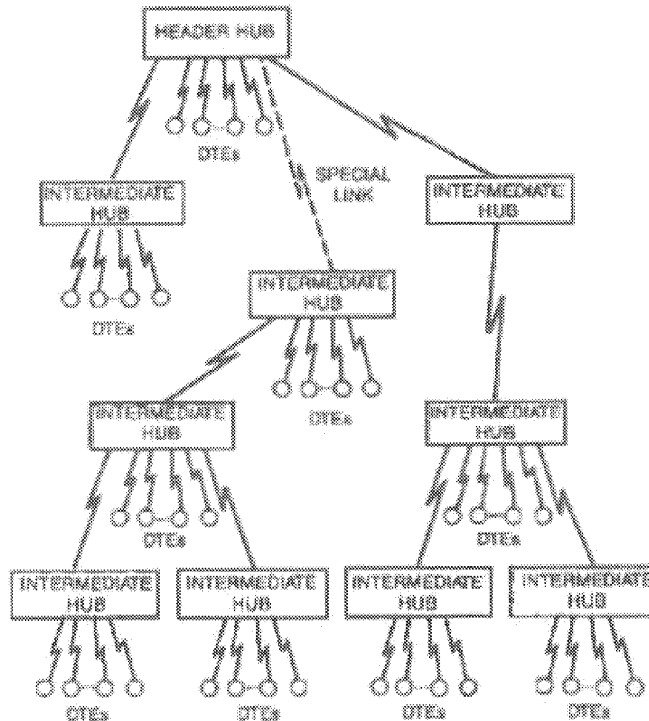 HEADER HUB
DTEs
SPECIAL
LINK
INTERMEDIATE
HUB
INTERMEDIATE
HUB
DTEs
INTERMEDIATE
HUB
DTEs
INTERMEDIATE
HUB
DTEs
INTERMEDIATE
HUB
DTEs
INTERMEDIATE
HUB
DTEs
INTERMEDIATE
HUB
DTEs
INTERMEDIATE
HUB
DTEs
INTERMEDIATE
HUB
DTEs